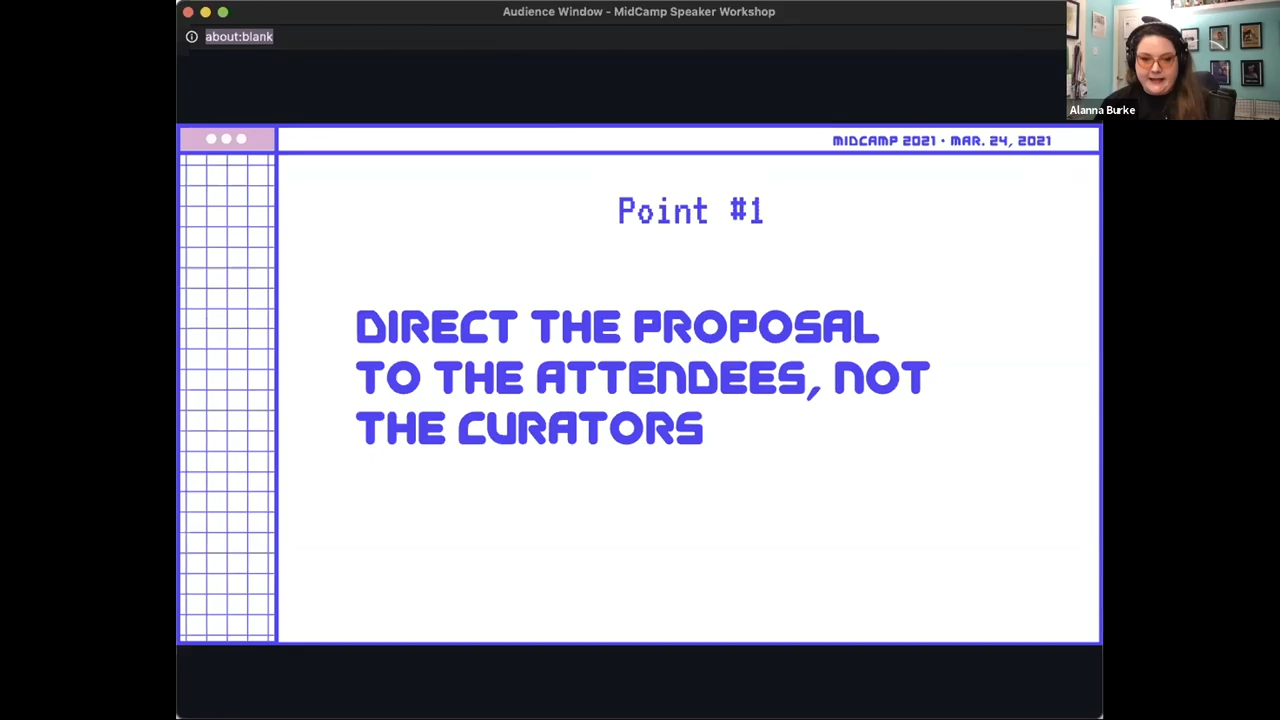 Audience Window - MidCamp Speaker Workshop
about:blank
Alanna Burke
MIDCAMP 2021 • MAR. 24, 2021
Point #1
DIRECT THE PROPOSAL
TO THE ATTENDEES, NOT
THE CURATORS